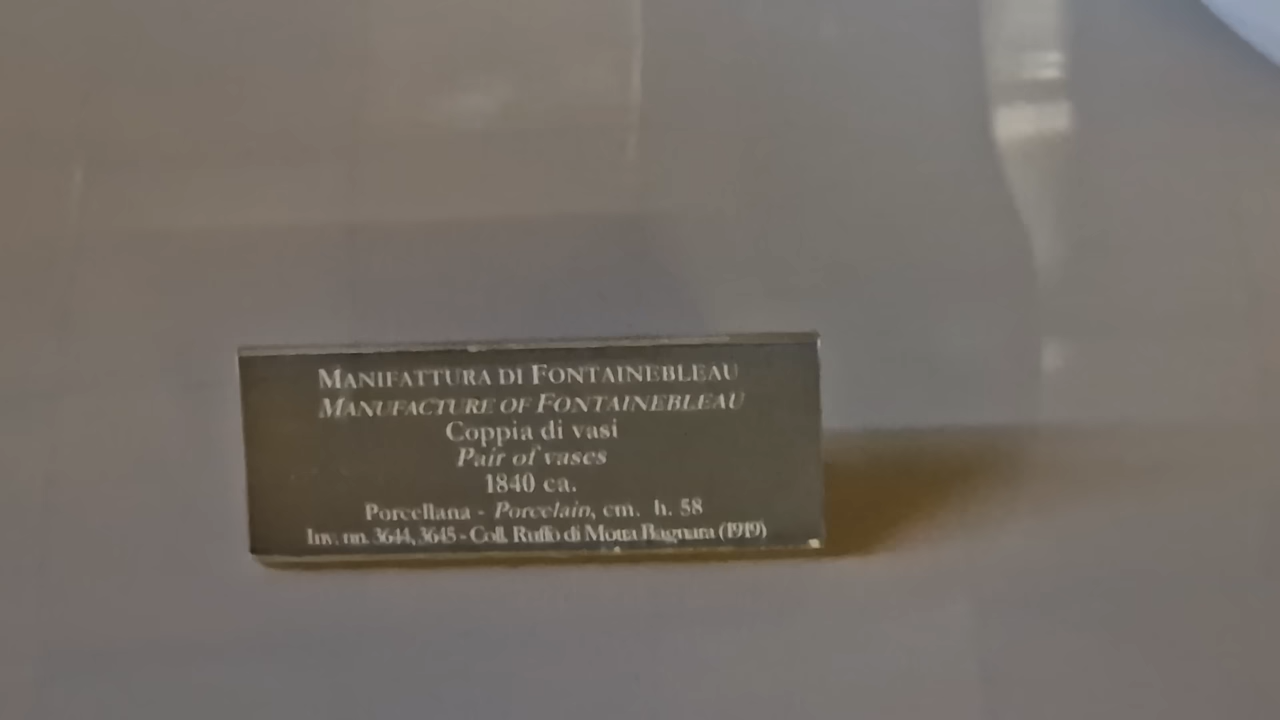 MANIFATTURA DI FONTAINEBLEAU
MANUFACTURE OF FONTAINEBLEAU
Coppia di vasi
Pair of vases
1840 ca.
Porcellana - Porcelain, cm. h. 58
Inv. nn. 3644, 3645 - Coll. Ruffo di Motta Bagnara (1919)